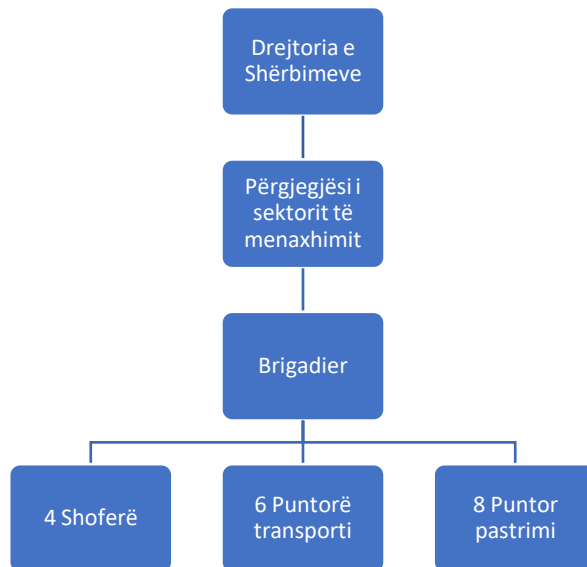 Drejtoria e
Shërbimeve
Përgjegjësi i
sektorit të
menaxhimit
Brigadier
4 Shoferë
6 Puntorë
transporti
8 Puntor
pastrimi